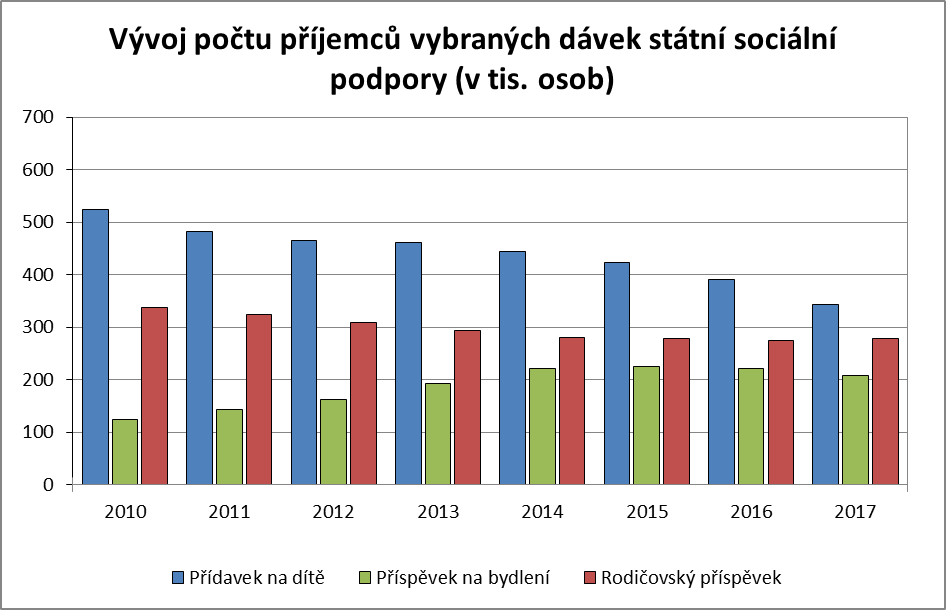 Vývoj počtu příjemců vybraných dávek státní sociální
podpory (v tis. osob)
700
600
500
400
300
200
100
0
2010 2011 2012 2013 2014 2015 2016 2017
Přídavek na dítě Příspěvek na bydlení Rodičovský příspěvek